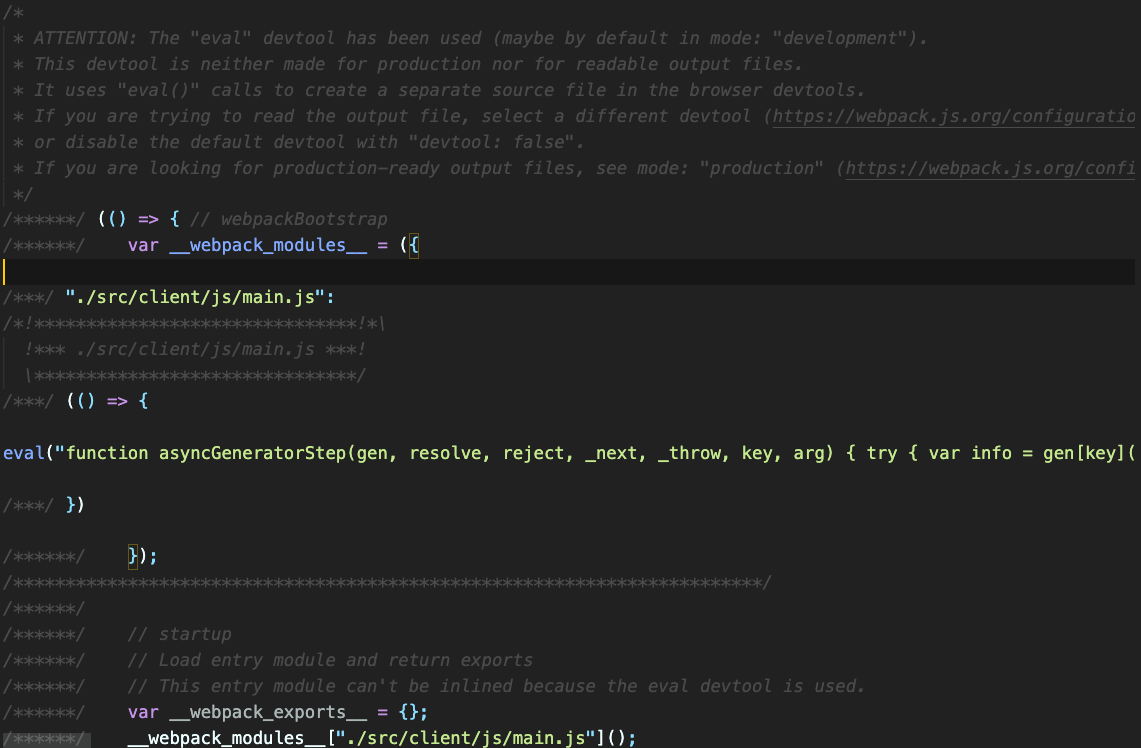 /*
 * ATTENTION: The "eval" devtool has been used (maybe by default in mode: "development").
 * This devtool is neither made for production nor for readable output files.
 * It uses "eval()" calls to create a separate source file in the browser devtools.
 * If you are trying to read the output file, select a different devtool (https://webpack.js.org/configuratio
 * or disable the default devtool with "devtool: false".
 * If you are looking for production-ready output files, see mode: "production" (https://webpack.js.org/confi
 */
/******/ (() => { // webpackBootstrap
/******/    var __webpack_modules__ = ({
/***/ "./src/client/js/main.js":
/*!*******************************!*\
  !*** ./src/client/js/main.js ***!
  \*******************************/
/***/ (() => {
eval("function asyncGeneratorStep(gen, resolve, reject, _next, _throw, key, arg) { try { var info = gen[key](
/***/ })
/******/    });
/************************************************************************/
/******/
/******/    // startup
/******/    // Load entry module and return exports
/******/    // This entry module can't be inlined because the eval devtool is used.
/******/    var __webpack_exports__ = {};
/******/    __webpack_modules__["./src/client/js/main.js"]();